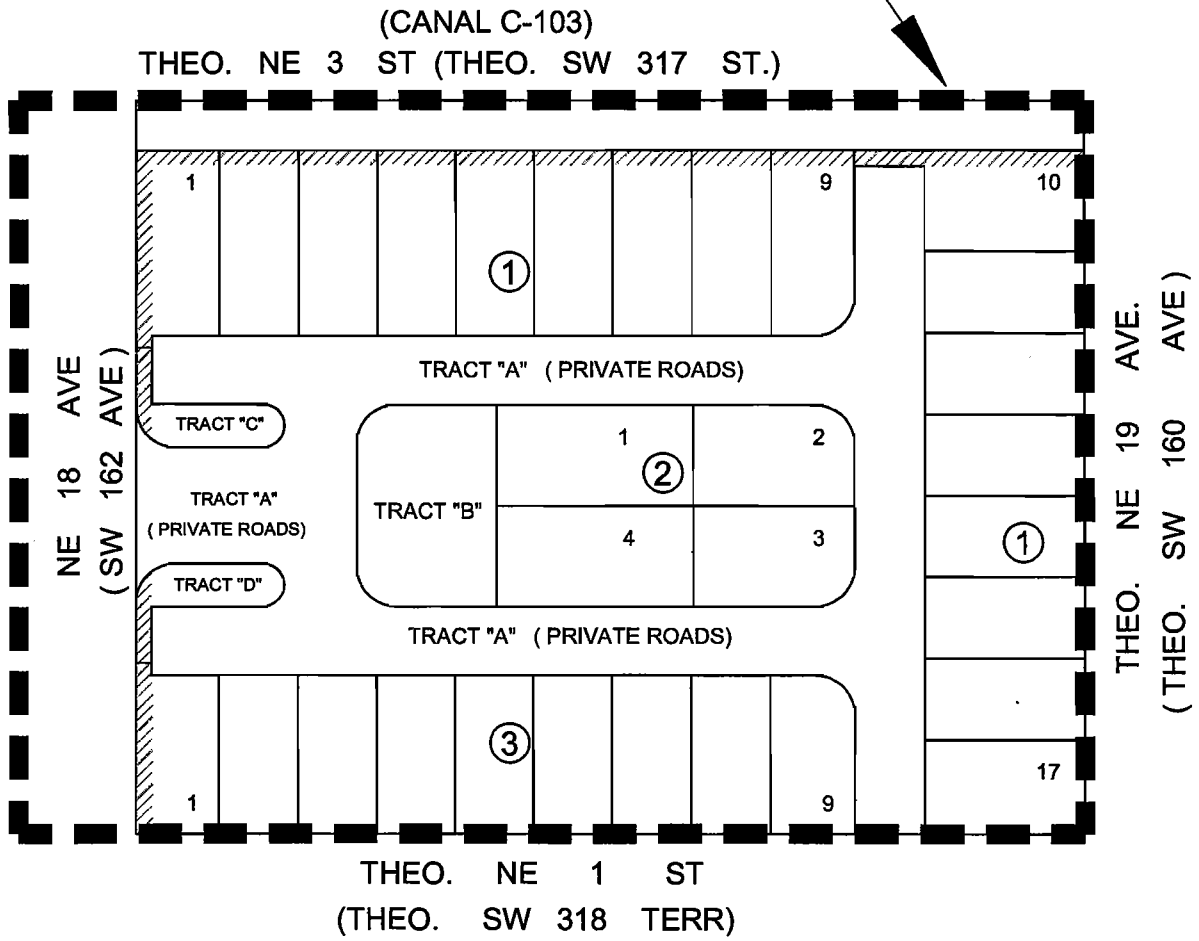 (CANAL C-103)
THEO. NE 3 ST (THEO. SW 317 ST.)
1
9
10
1
TRACT "A" ( PRIVATE ROADS)
TRACT "C"
1
2
2
TRACT "B"
4
3
TRACT "A"
( PRIVATE ROADS)
TRACT "D"
1
TRACT "A" ( PRIVATE ROADS)
3
1
9
17
NE 18 AVE
( SW 162 AVE )
THEO. NE 19 AVE.
( THEO. SW 160 AVE )
THEO. NE 1 ST
(THEO. SW 318 TERR)